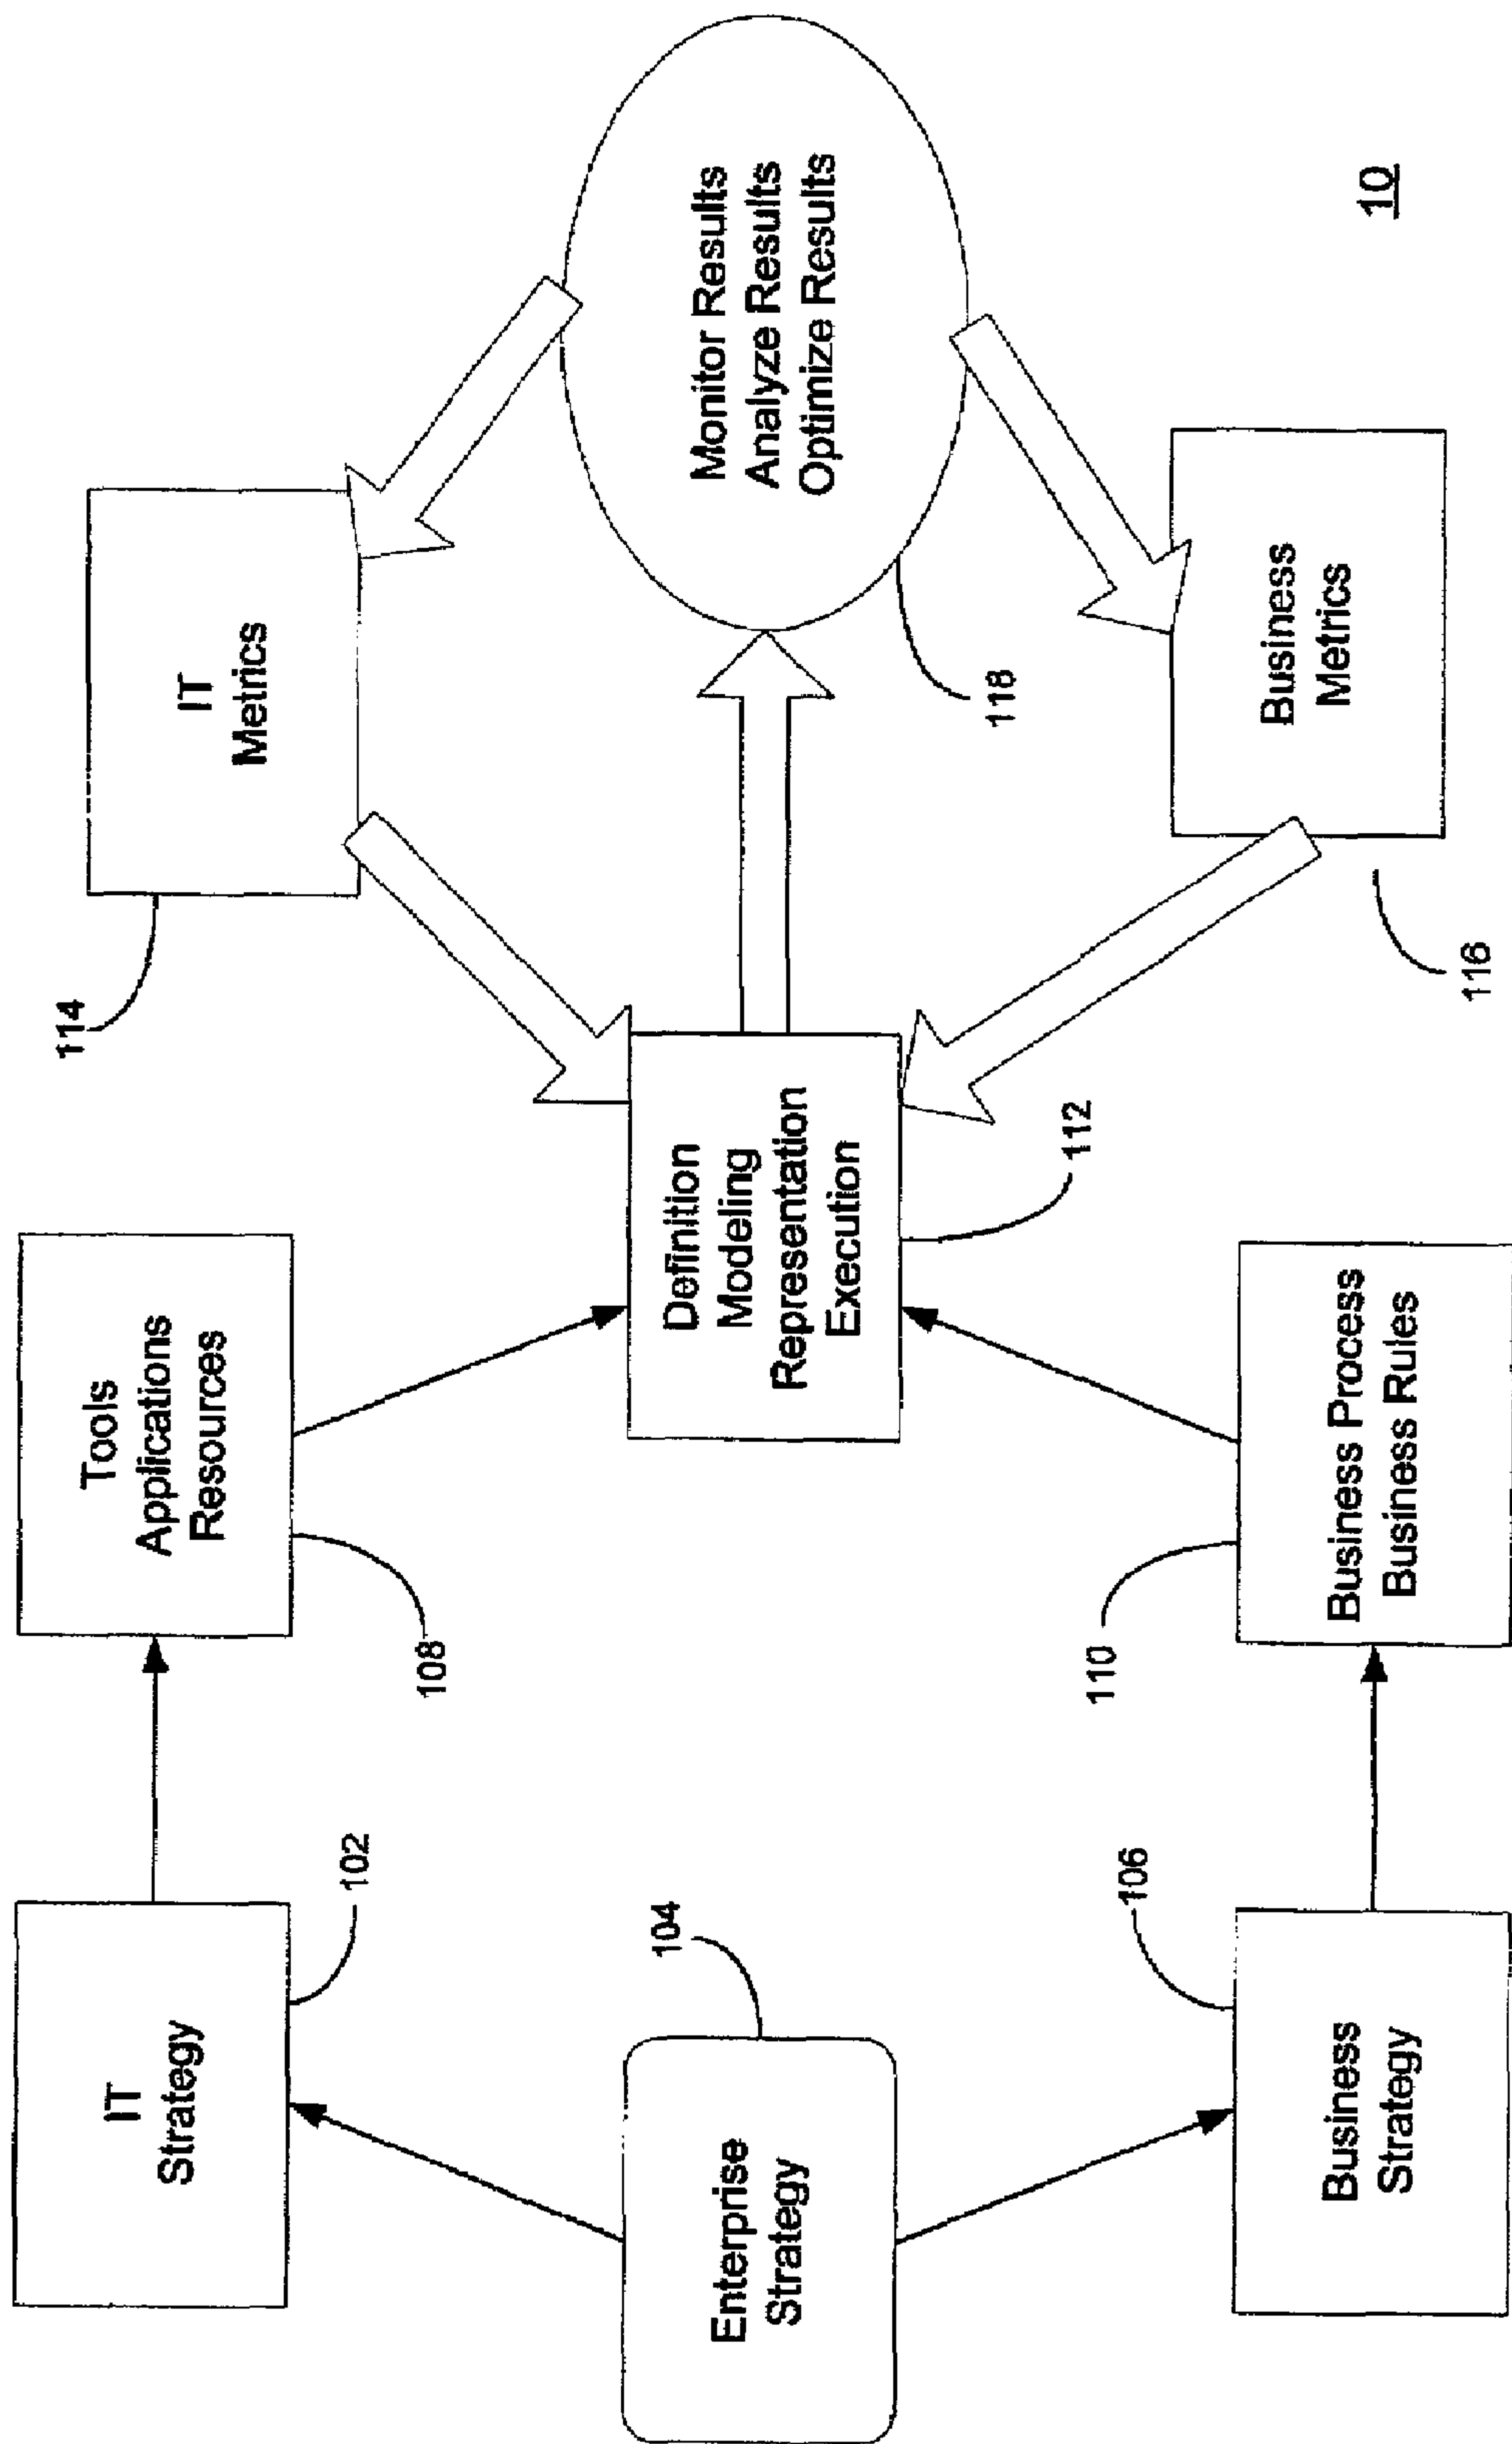 IT
Strategy
102
Tools
Applications
Resources
108
114
IT
Metrics
Enterprise
Strategy
104
Definition
Modeling
Representation
Execution
112
Monitor Results
Analyze Results
Optimize Results
118
Business
Strategy
106
Business Process
Business Rules
110
Business
Metrics
116
10